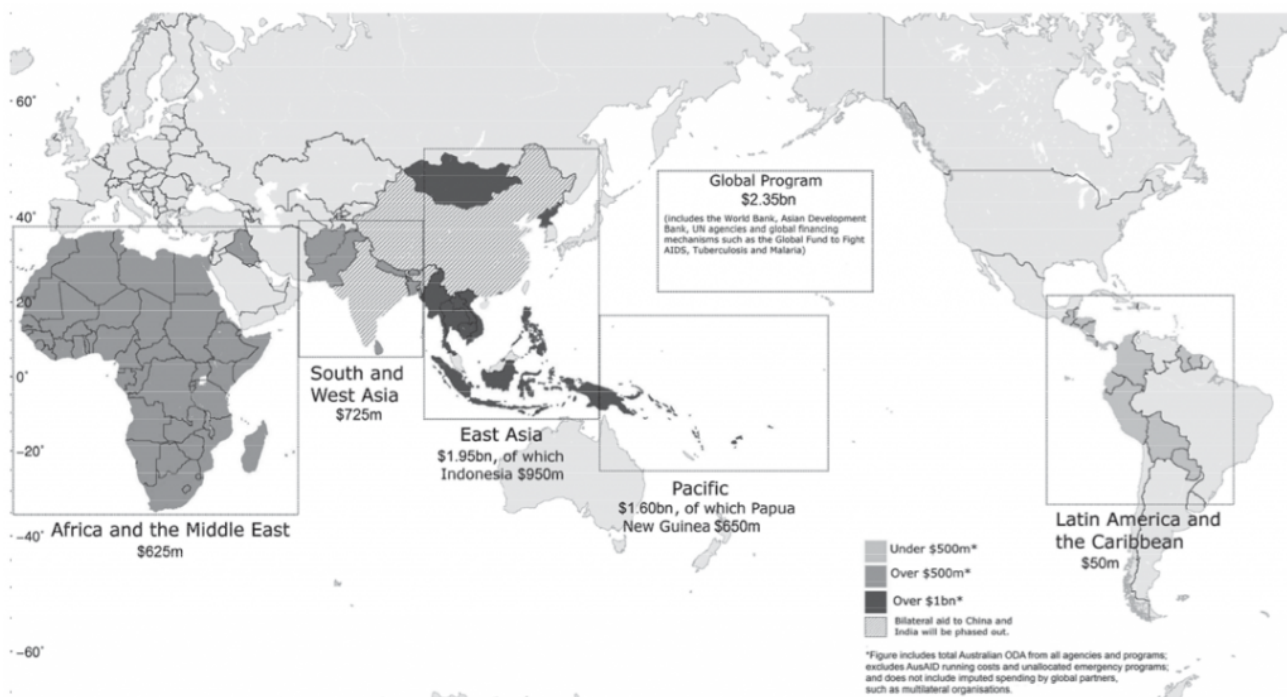 60°
40°
20°
0°
−20°
−40°
−60°
Global Program
$2.35bn
(includes the World Bank, Asian Development
Bank, UN agencies and global financing
mechanisms such as the Global Fund to Fight
AIDS, Tuberculosis and Malaria)
South and
West Asia
$725m
East Asia
$1.95bn, of which
Indonesia $950m
Pacific
$1.60bn, of which Papua
New Guinea $650m
Africa and the Middle East
$625m
Latin America and
the Caribbean
$50m
Under $500m*
Over $500m*
Over $1bn*
Bilateral aid to China and
India will be phased out.
*Figure includes total Australian ODA from all agencies and programs;
excludes AusAID running costs and unallocated emergency programs;
and does not include imputed spending by global partners,
such as multilateral organisations.